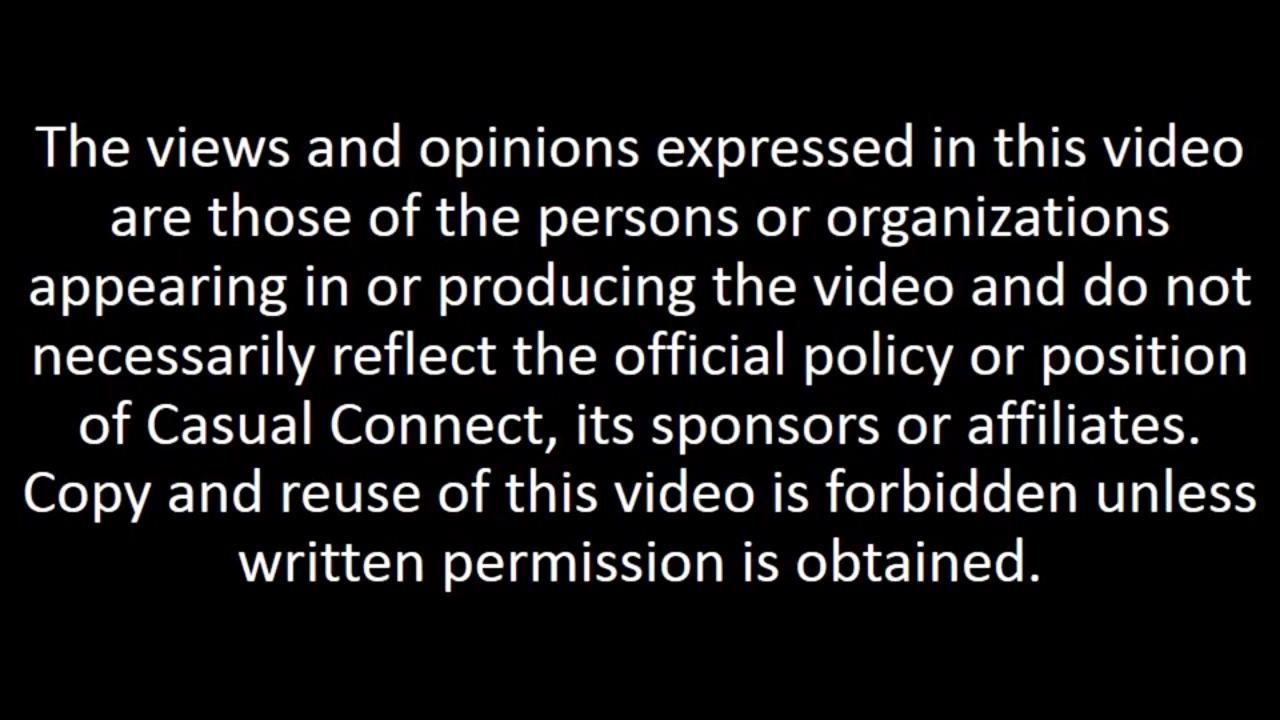 The views and opinions expressed in this video
are those of the persons or organizations
appearing in or producing the video and do not
necessarily reflect the official policy or position
of Casual Connect, its sponsors or affiliates.
Copy and reuse of this video is forbidden unless
written permission is obtained.